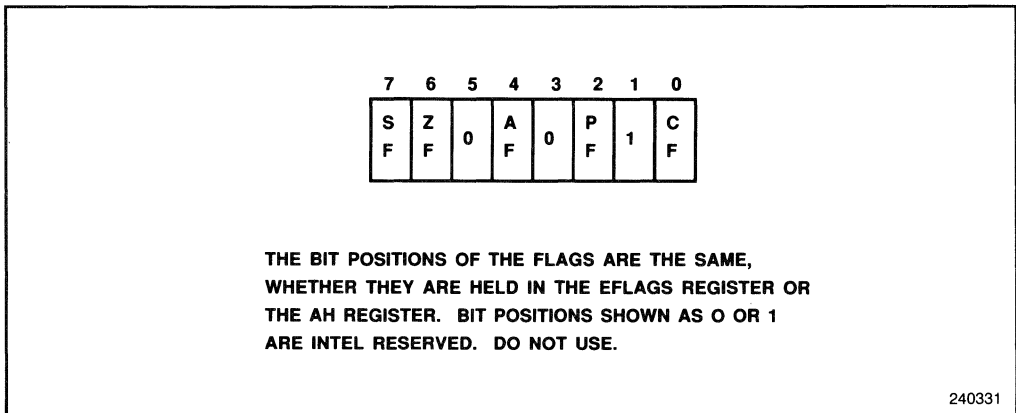 7 6 5 4 3 2 1 0
S Z 0 A 0 P 1 C
F F F F F
THE BIT POSITIONS OF THE FLAGS ARE THE SAME,
WHETHER THEY ARE HELD IN THE EFLAGS REGISTER OR
THE AH REGISTER. BIT POSITIONS SHOWN AS O OR 1
ARE INTEL RESERVED. DO NOT USE.
240331